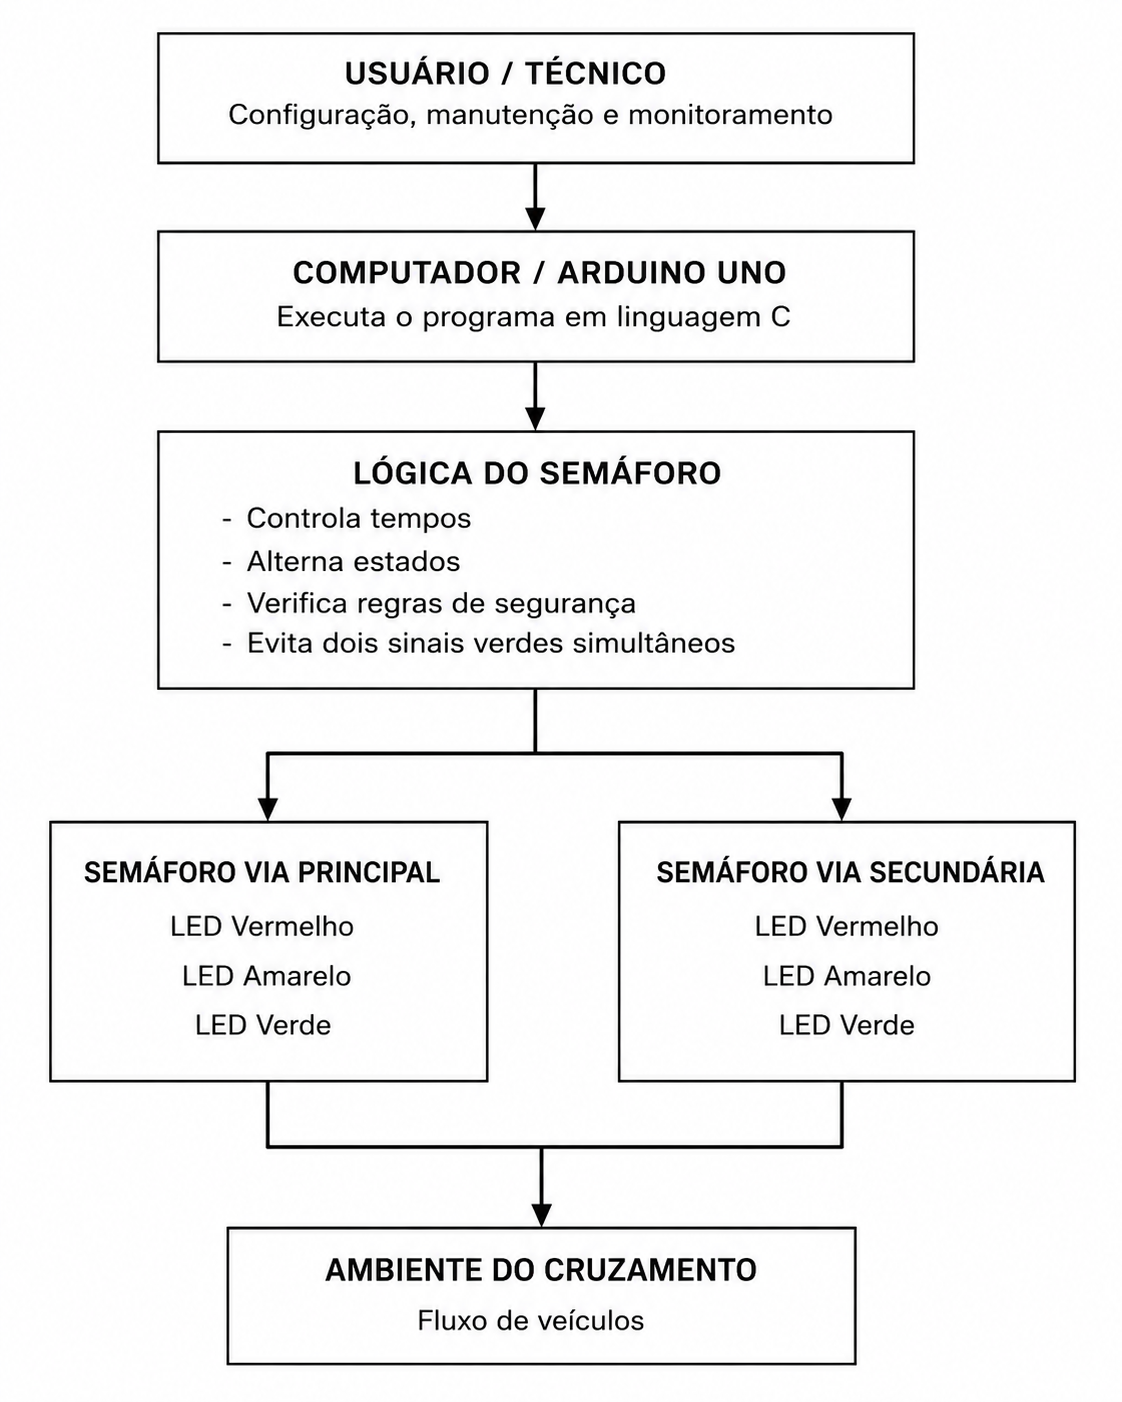 USUÁRIO / TÉCNICO
Configuração, manutenção e monitoramento
COMPUTADOR / ARDUINO UNO
Executa o programa em linguagem C
LÓGICA DO SEMÁFORO
- Controla tempos
- Alterna estados
- Verifica regras de segurança
- Evita dois sinais verdes simultâneos
SEMÁFORO VIA PRINCIPAL
LED Vermelho
LED Amarelo
LED Verde
SEMÁFORO VIA SECUNDÁRIA
LED Vermelho
LED Amarelo
LED Verde
AMBIENTE DO CRUZAMENTO
Fluxo de veículos